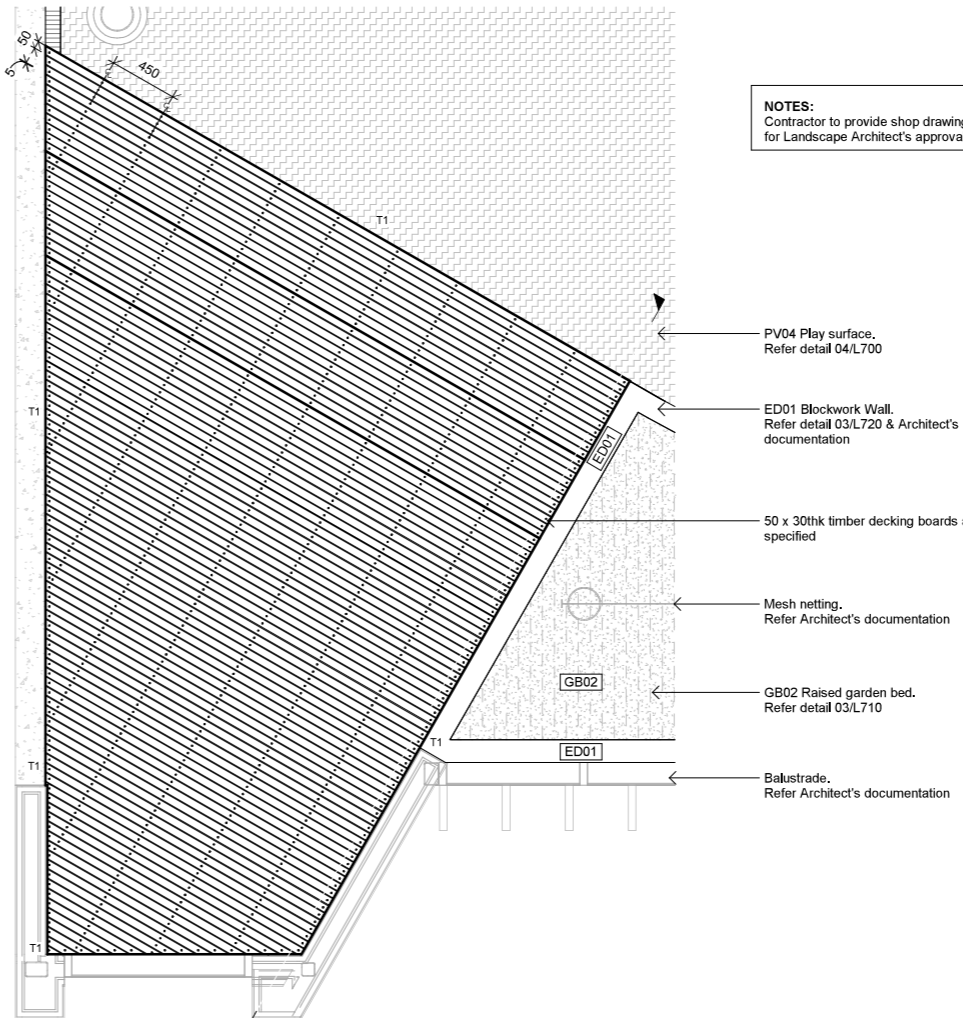 50
5
450
NOTES:
Contractor to provide shop drawing
for Landscape Architect's approva
T1
PV04 Play surface.
Refer detail 04/L700
T1
ED01 Blockwork Wall.
Refer detail 03/L720 & Architect's
documentation
ED01
50 x 30thk timber decking boards
specified
Mesh netting.
Refer Architect's documentation
GB02
GB02 Raised garden bed.
Refer detail 03/L710
T1
ED01
T1
Balustrade.
Refer Architect's documentation
T1